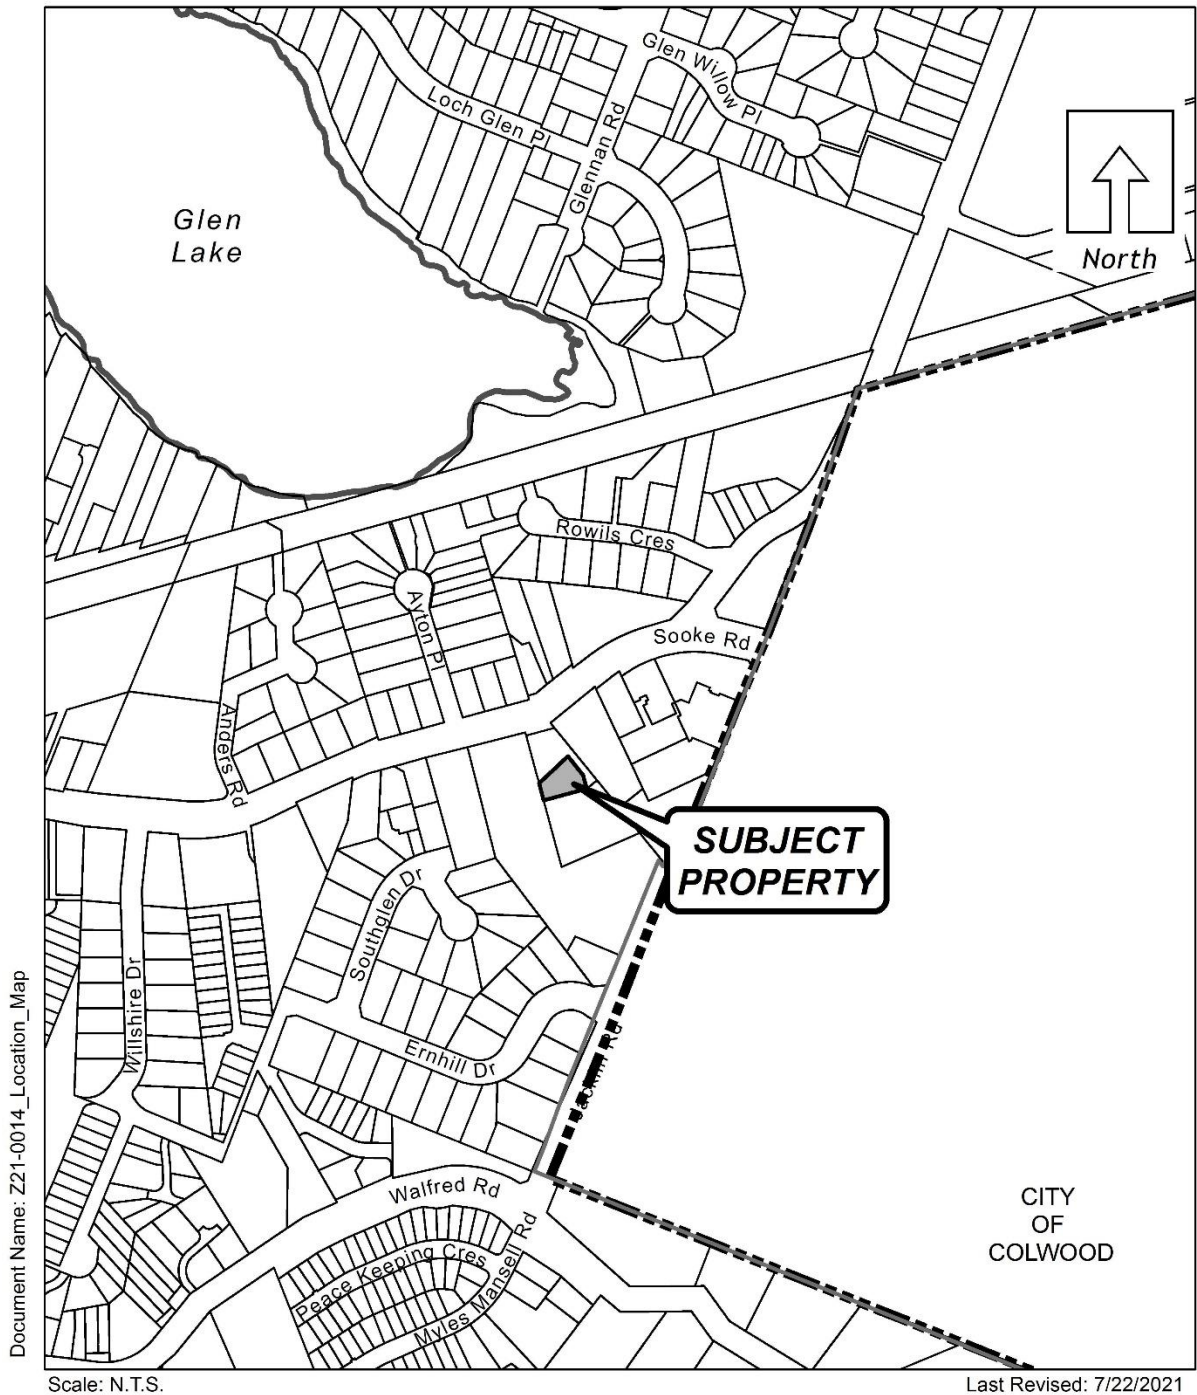 Glen Willow Pl
Loch Glen Pl
Glennan Rd
Glen
Lake
North
Rowils Cres
Ayton Pl
Sooke Rd
Anders Rd
SUBJECT
PROPERTY
Southglen Dr
Willshire Dr
Ernhill Dr
Jacklin Rd
Walfred Rd
Peace Keeping Cres
Myles Mansell Rd
CITY
OF
COLWOOD
Document Name: Z21-0014_Location_Map
Scale: N.T.S.
Last Revised: 7/22/2021